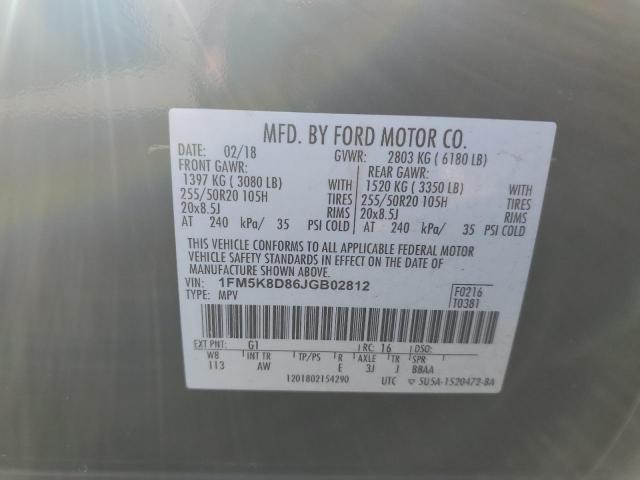 MFD. BY FORD MOTOR CO.
DATE: 02/18 GVWR: 2803 KG ( 6180 LB)
FRONT GAWR: REAR GAWR:
1397 KG ( 3080 LB) WITH 1520 KG ( 3350 LB) WITH
255/50R20 105H TIRES 255/50R20 105H TIRES
20x8.5J RIMS 20x8.5J RIMS
AT 240 kPa/ 35 PSI COLD AT 240 kPa/ 35 PSI COLD
THIS VEHICLE CONFORMS TO ALL APPLICABLE FEDERAL MOTOR
VEHICLE SAFETY STANDARDS IN EFFECT ON THE DATE OF
MANUFACTURE SHOWN ABOVE.
VIN: 1FM5K8D86JGB02812 F0216
TYPE: MPV T0381
EXT PNT: G1 RC: 16 DSO:
WB INT TR TP/PS R AXLE TR SPR
113 AW E 3J J BBAA
1201802154290 UTC 5U5A-1520472-BA